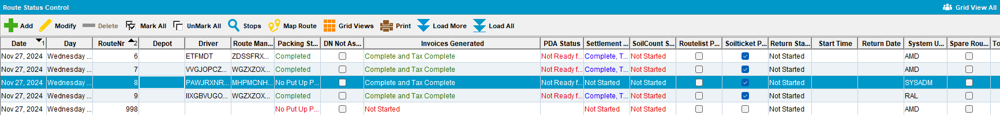 Route Status Control Grid View All
Add Modify Delete Mark All UnMark All Stops Map Route Grid Views Print Load More Load All
Date 1 Day RouteNr 2 Depot Driver Route Man... Packing St... DN Not As... Invoices Generated PDA Status Settlement ... SoilCount S... Routelist P... Soilticket P... Return Sta... Start Time Return Date System U... Spare Rou... To
Nov 27, 2024 Wednesday ... 6 ETFMDT ZDSSFRX... Completed Complete and Tax Complete Not Ready f... Complete, T... Not Started Not Started AMD
Nov 27, 2024 Wednesday ... 7 VVGJOPCZ... WGZXZOX... Completed Complete and Tax Complete Not Ready f... Complete, T... Not Started Not Started AMD
Nov 27, 2024 Wednesday ... 8 PAWJRXNR... MHPMCNH... No Put Up P... Complete and Tax Complete Not Ready f... Not Started Not Started Not Started SYSADM
Nov 27, 2024 Wednesday ... 9 IIXGBVUGO... WGZXZOX... Completed Complete and Tax Complete Not Ready f... Complete, T... Not Started Not Started RAL
Nov 27, 2024 Wednesday ... 998 No Put Up P... Not Started Not Started Not Started Not Started AMD